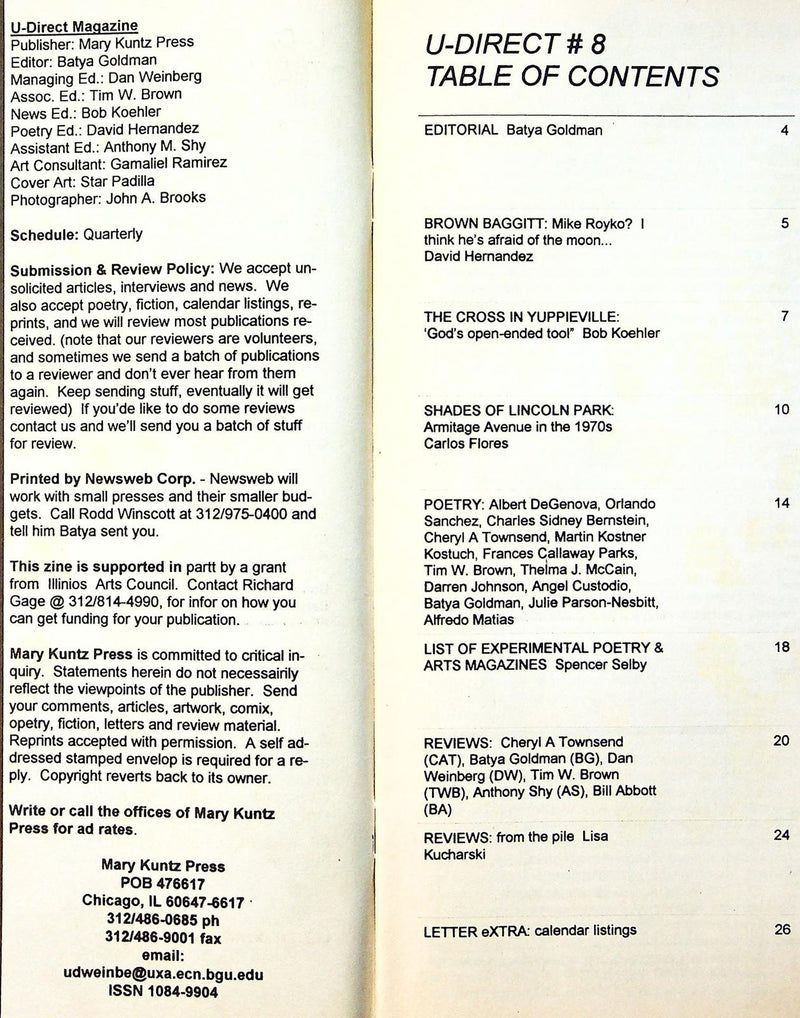 U-Direct Magazine
Publisher: Mary Kuntz Press
Editor: Batya Goldman
Managing Ed.: Dan Weinberg
Assoc. Ed.: Tim W. Brown
News Ed.: Bob Koehler
Poetry Ed.: David Hernandez
Assistant Ed.: Anthony M. Shy
Art Consultant: Gamaliel Ramirez
Cover Art: Star Padilla
Photographer: John A. Brooks
Schedule: Quarterly
Submission & Review Policy: We accept un-
solicited articles, interviews and news. We
also accept poetry, fiction, calendar listings, re-
prints, and we will review most publications re-
ceived. (note that our reviewers are volunteers,
and sometimes we send a batch of publications
to a reviewer and don't ever hear from them
again. Keep sending stuff, eventually it will get
reviewed) If you'de like to do some reviews
contact us and we'll send you a batch of stuff
for review.
Printed by Newsweb Corp. - Newsweb will
work with small presses and their smaller bud-
gets. Call Rodd Winscott at 312/975-0400 and
tell him Batya sent you.
This zine is supported in partt by a grant
from Illinios Arts Council. Contact Richard
Gage @ 312/814-4990, for infor on how you
can get funding for your publication.
Mary Kuntz Press is committed to critical in-
quiry. Statements herein do not necessairily
reflect the viewpoints of the publisher. Send
your comments, articles, artwork, comix,
opetry, fiction, letters and review material.
Reprints accepted with permission. A self ad-
dressed stamped envelop is required for a re-
ply. Copyright reverts back to its owner.
Write or call the offices of Mary Kuntz
Press for ad rates.
Mary Kuntz Press
POB 476617
Chicago, IL 60647-6617
312/486-0685 ph
312/486-9001 fax
email:
udweinbe@uxa.ecn.bgu.edu
ISSN 1084-9904
U-DIRECT # 8
TABLE OF CONTENTS
EDITORIAL Batya Goldman 4
BROWN BAGGITT: Mike Royko? I 5
think he's afraid of the moon...
David Hernandez
THE CROSS IN YUPPIEVILLE: 7
'God's open-ended tool" Bob Koehler
SHADES OF LINCOLN PARK: 10
Armitage Avenue in the 1970s
Carlos Flores
POETRY: Albert DeGenova, Orlando 14
Sanchez, Charles Sidney Bernstein,
Cheryl A Townsend, Martin Kostner
Kostuch, Frances Callaway Parks,
Tim W. Brown, Thelma J. McCain,
Darren Johnson, Angel Custodio,
Batya Goldman, Julie Parson-Nesbitt,
Alfredo Matias
LIST OF EXPERIMENTAL POETRY & 18
ARTS MAGAZINES Spencer Selby
REVIEWS: Cheryl A Townsend 20
(CAT), Batya Goldman (BG), Dan
Weinberg (DW), Tim W. Brown
(TWB), Anthony Shy (AS), Bill Abbott
(BA)
REVIEWS: from the pile Lisa 24
Kucharski
LETTER eXTRA: calendar listings 26